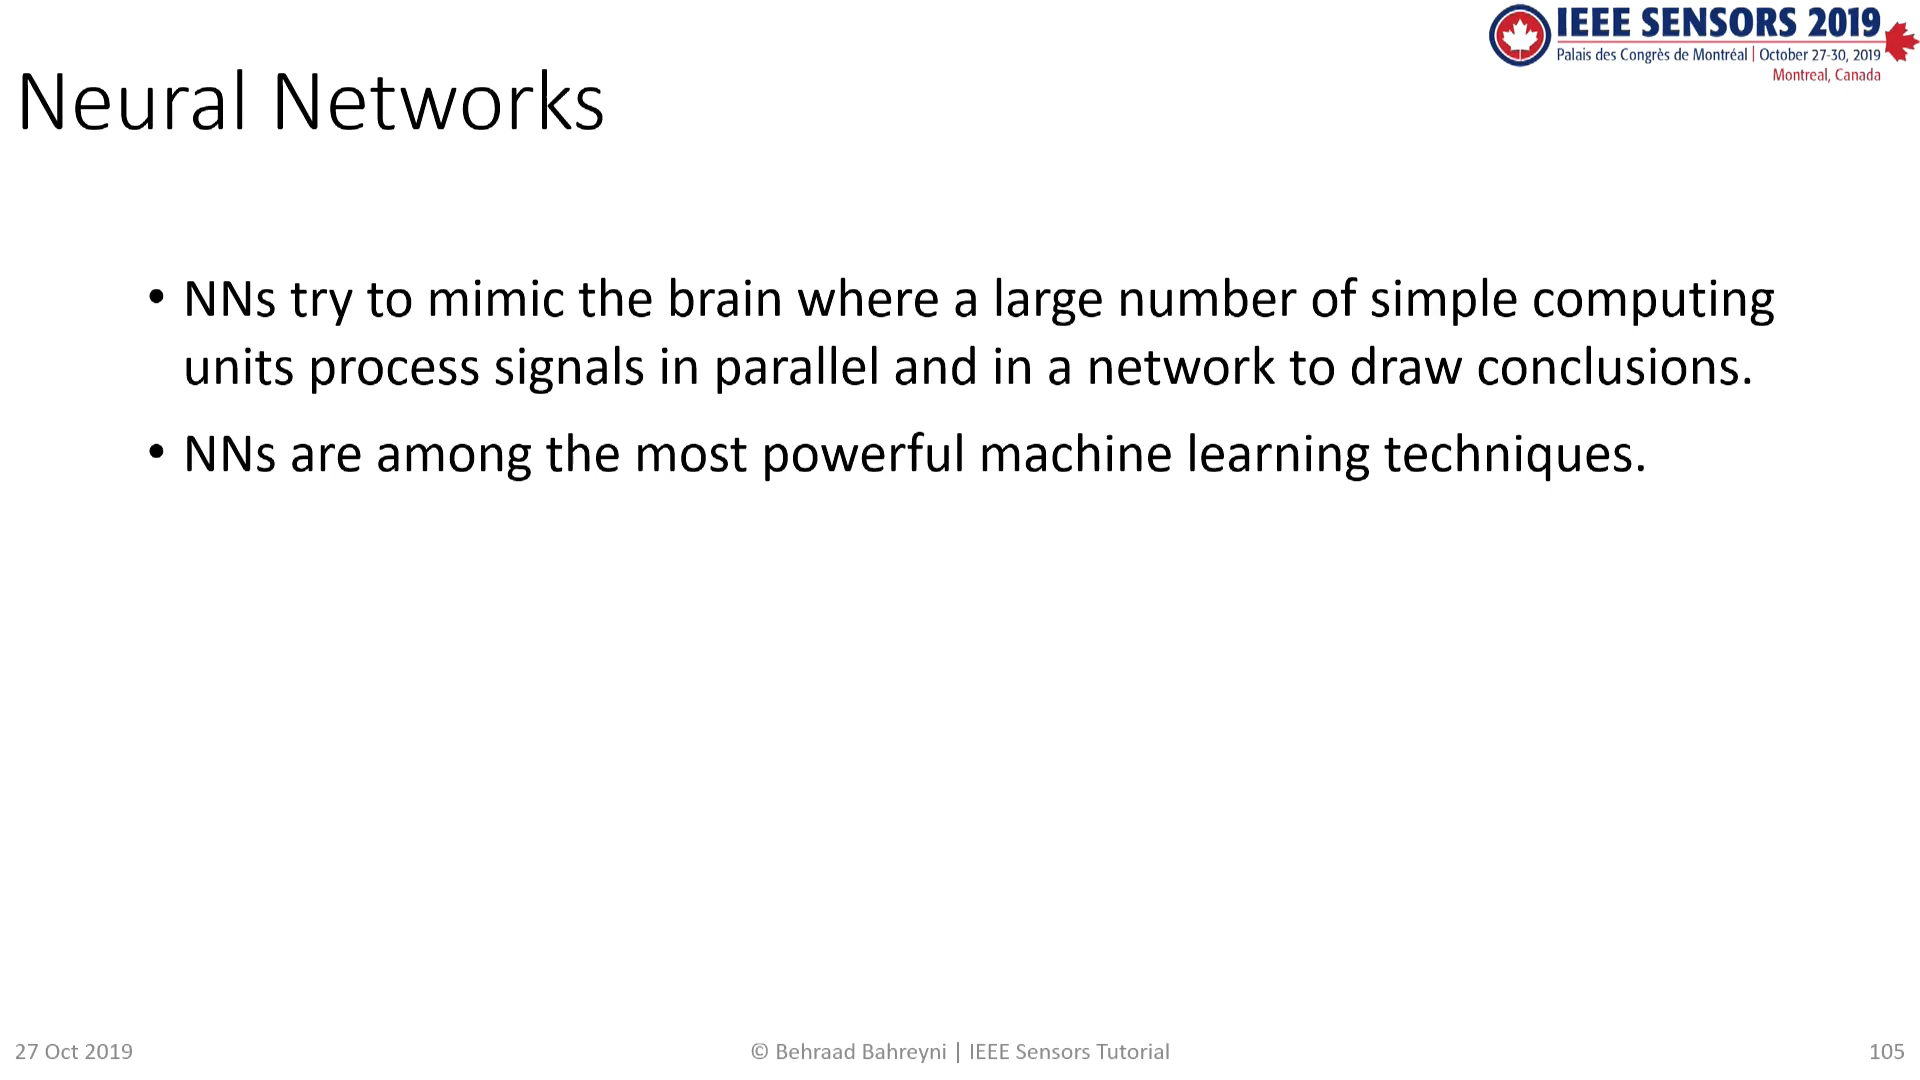 IEEE SENSORS 2019
Palais des Congrès de Montréal | October 27-30, 2019
Montreal, Canada
Neural Networks
• NNs try to mimic the brain where a large number of simple computing
units process signals in parallel and in a network to draw conclusions.
• NNs are among the most powerful machine learning techniques.
27 Oct 2019
© Behraad Bahreyni | IEEE Sensors Tutorial
105